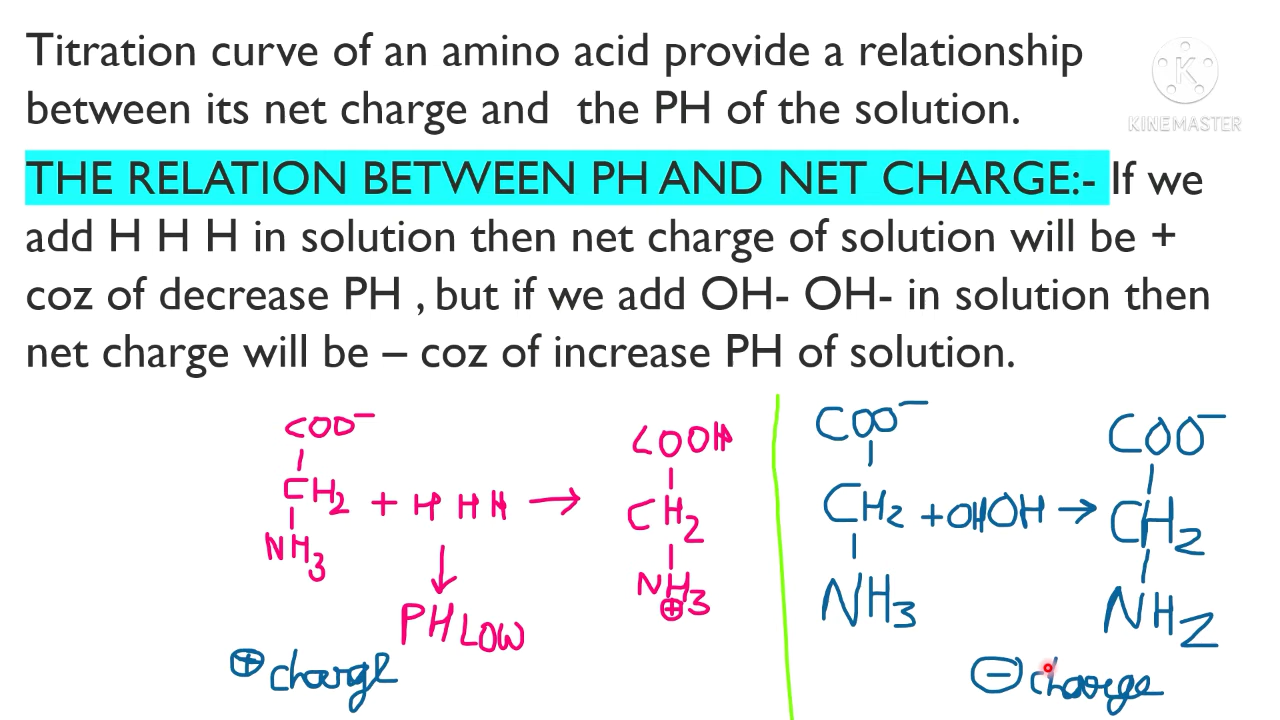 Titration curve of an amino acid provide a relationship
between its net charge and the PH of the solution.
KINEMASTER
THE RELATION BETWEEN PH AND NET CHARGE:- If we
add H H H in solution then net charge of solution will be +
coz of decrease PH , but if we add OH- OH- in solution then
net charge will be – coz of increase PH of solution.
COO⁻
CH2 + H H H →
NH3
PH LOW
⊕ charge
COOH
CH2
NH3
⊕
COO⁻
CH2 + OH OH →
NH3
COO⁻
CH2
NH2
⊖ charge